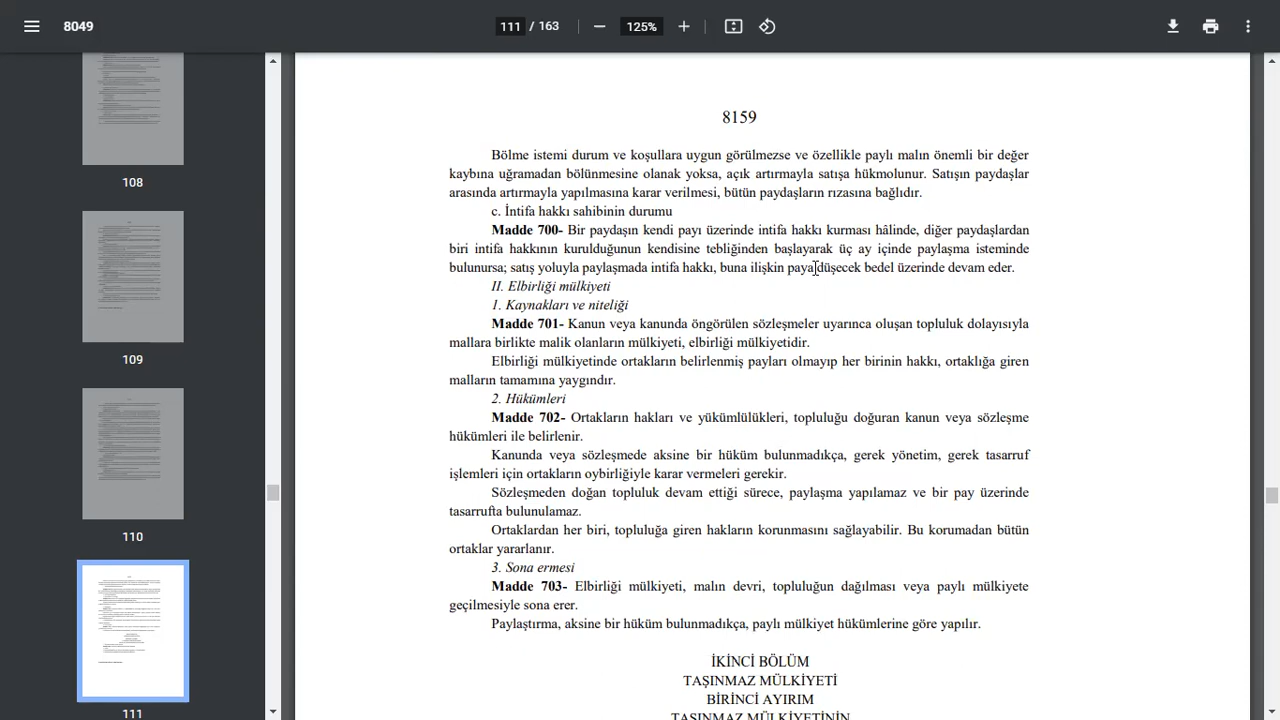 8049
111 / 163
125%
108
109
110
111
8159
Bölme istemi durum ve koşullara uygun görülmezse ve özellikle paylı malın önemli bir değer
kaybına uğramadan bölünmesine olanak yoksa, açık artırmayla satışa hükmolunur. Satışın paydaşlar
arasında artırmayla yapılmasına karar verilmesi, bütün paydaşların rızasına bağlıdır.
c. İntifa hakkı sahibinin durumu
Madde 700- Bir paydaşın kendi payı üzerinde intifa hakkı kurması hâlinde, diğer paydaşlardan
biri intifa hakkının kurulduğunun kendisine tebliğinden başlayarak üç ay içinde paylaşma isteminde
bulunursa; satış yoluyla paylaşmada intifa hakkı, buna ilişkin paya düşecek bedel üzerinde devam eder.
II. Elbirliği mülkiyeti
1. Kaynakları ve niteliği
Madde 701- Kanun veya kanunda öngörülen sözleşmeler uyarınca oluşan topluluk dolayısıyla
mallara birlikte malik olanların mülkiyeti, elbirliği mülkiyetidir.
Elbirliği mülkiyetinde ortakların belirlenmiş payları olmayıp her birinin hakkı, ortaklığa giren
malların tamamına yaygındır.
2. Hükümleri
Madde 702- Ortakların hakları ve yükümlülükleri, topluluğu doğuran kanun veya sözleşme
hükümleri ile belirlenir.
Kanunda veya sözleşmede aksine bir hüküm bulunmadıkça, gerek yönetim, gerek tasarruf
işlemleri için ortakların oybirliğiyle karar vermeleri gerekir.
Sözleşmeden doğan topluluk devam ettiği sürece, paylaşma yapılamaz ve bir pay üzerinde
tasarrufta bulunulamaz.
Ortaklardan her biri, topluluğa giren hakların korunmasını sağlayabilir. Bu korumadan bütün
ortaklar yararlanır.
3. Sona ermesi
Madde 703- Elbirliği mülkiyeti, malın devri, topluluğun dağılması veya paylı mülkiyete
geçilmesiyle sona erer.
Paylaştırma, aksine bir hüküm bulunmadıkça, paylı mülkiyet hükümlerine göre yapılır.
İKİNCİ BÖLÜM
TAŞINMAZ MÜLKİYETİ
BİRİNCİ AYIRIM
TAŞINMAZ MÜLKİYETİNİN